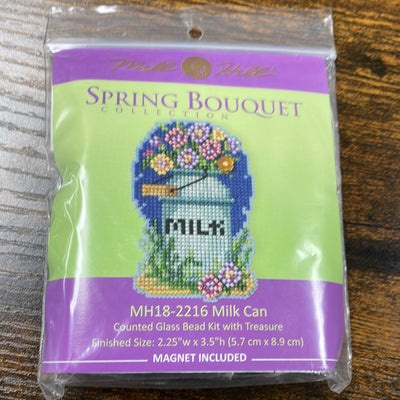 Mill Hill®
SPRING BOUQUET
COLLECTION
MILK
MH18-2216 Milk Can
Counted Glass Bead Kit with Treasure
Finished Size: 2.25"w x 3.5"h (5.7 cm x 8.9 cm)
MAGNET INCLUDED